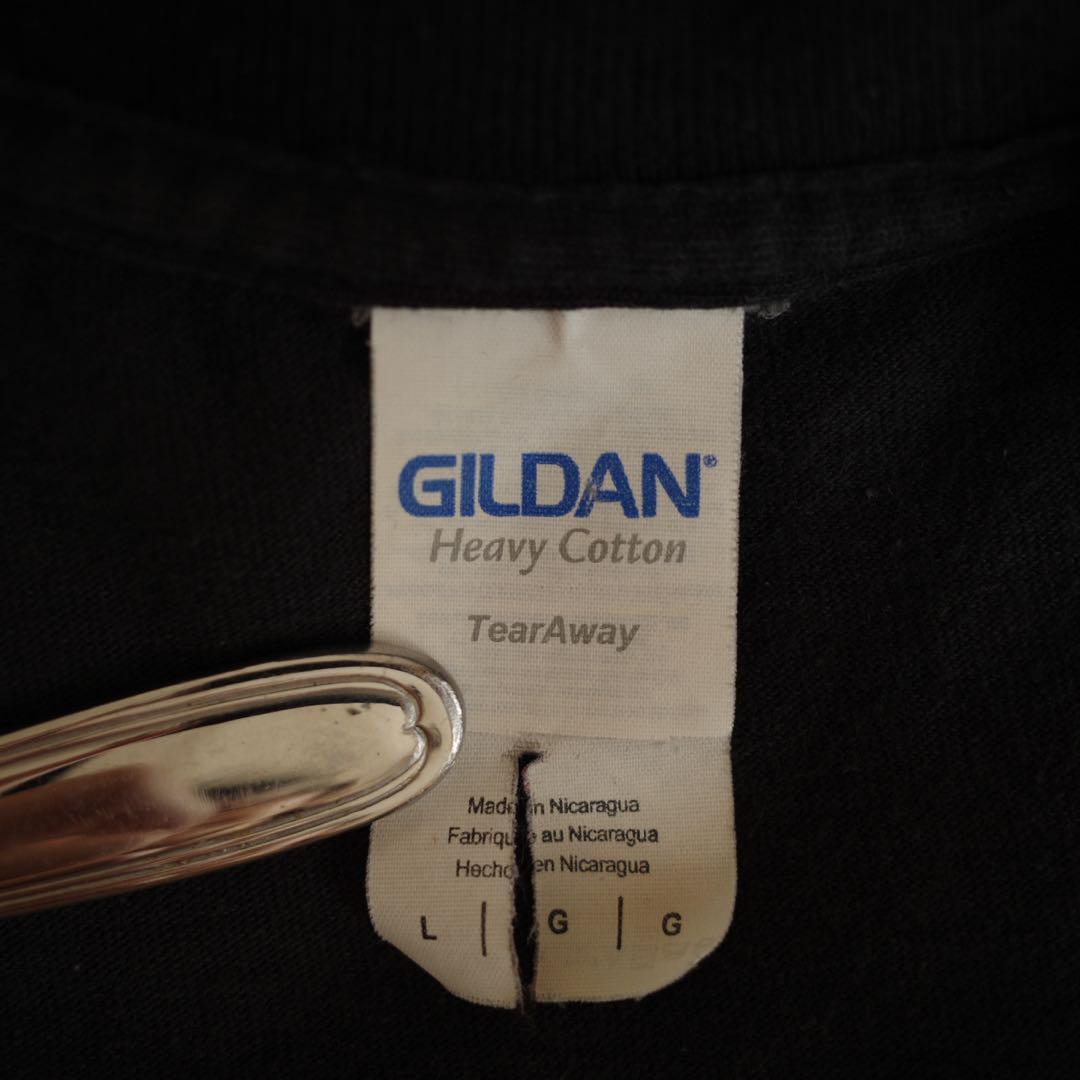 GILDAN®
Heavy Cotton
TearAway
Made in Nicaragua
Fabriqué au Nicaragua
Hecho en Nicaragua
L | G | G